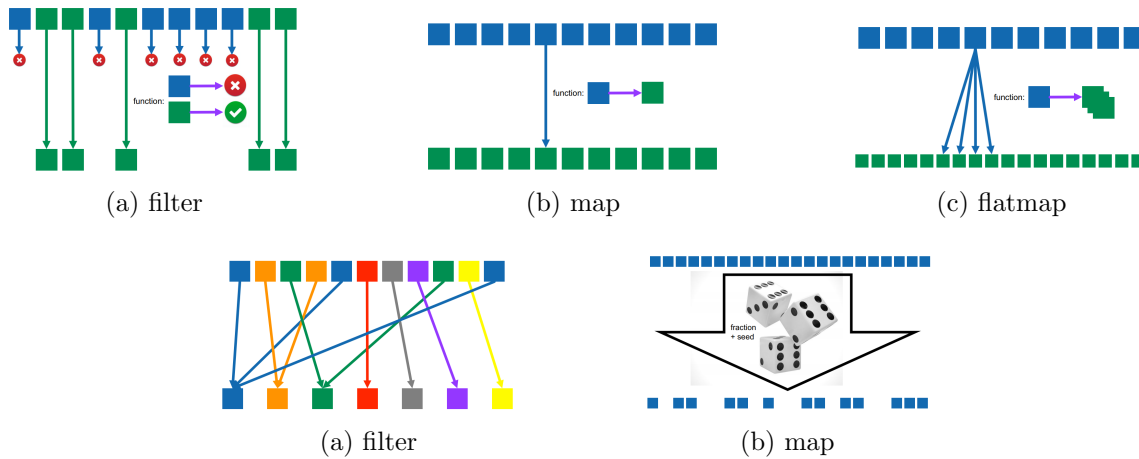 function:
function:
function:
(a) filter
(b) map
(c) flatmap
fraction
+ seed
(a) filter
(b) map